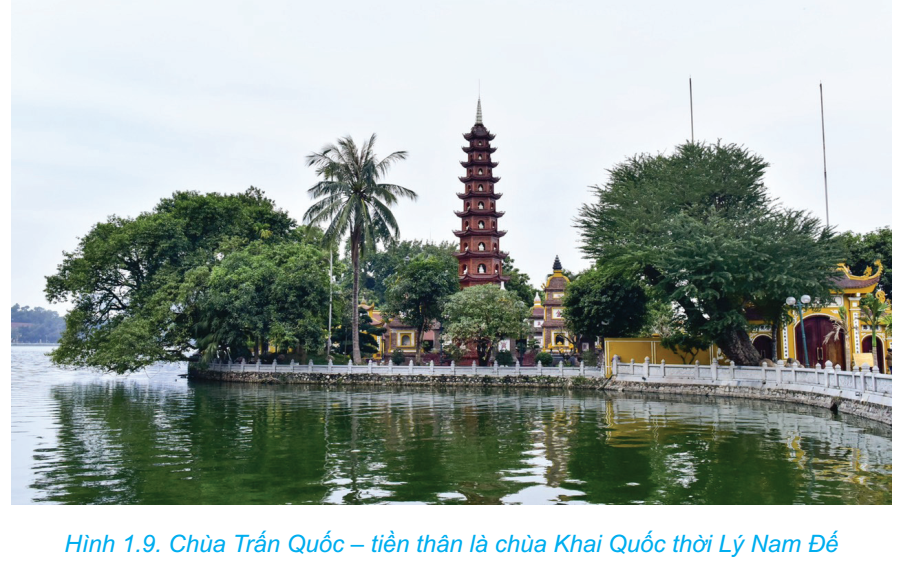 Hình 1.9. Chùa Trấn Quốc – tiền thân là chùa Khai Quốc thời Lý Nam Đế